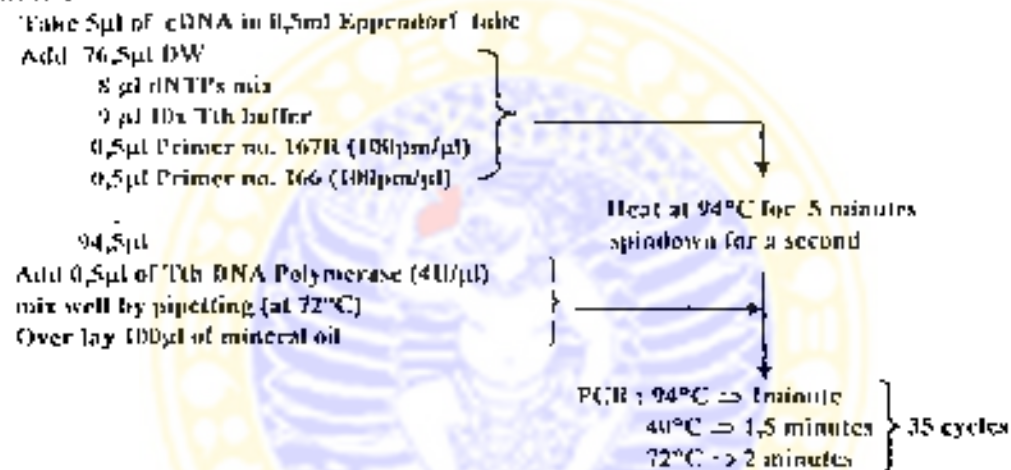 Take 5µl of cDNA in 0,5ml Eppendorf tube
Add 76,5µl DW
8 µl dNTPs mix
9 µl 10x Tth buffer
0,5µl Primer no. 167R (100pm/µl)
0,5µl Primer no. 166 (100pm/µl)
94,5µl
Heat at 94°C for 5 minutes
spindown for a second
Add 0,5µl of Tth DNA Polymerase (4U/µl)
mix well by pipetting (at 72°C)
Over lay 100µl of mineral oil
PCR : 94°C => 1minute
40°C => 1,5 minutes
72°C => 2 minutes
35 cycles